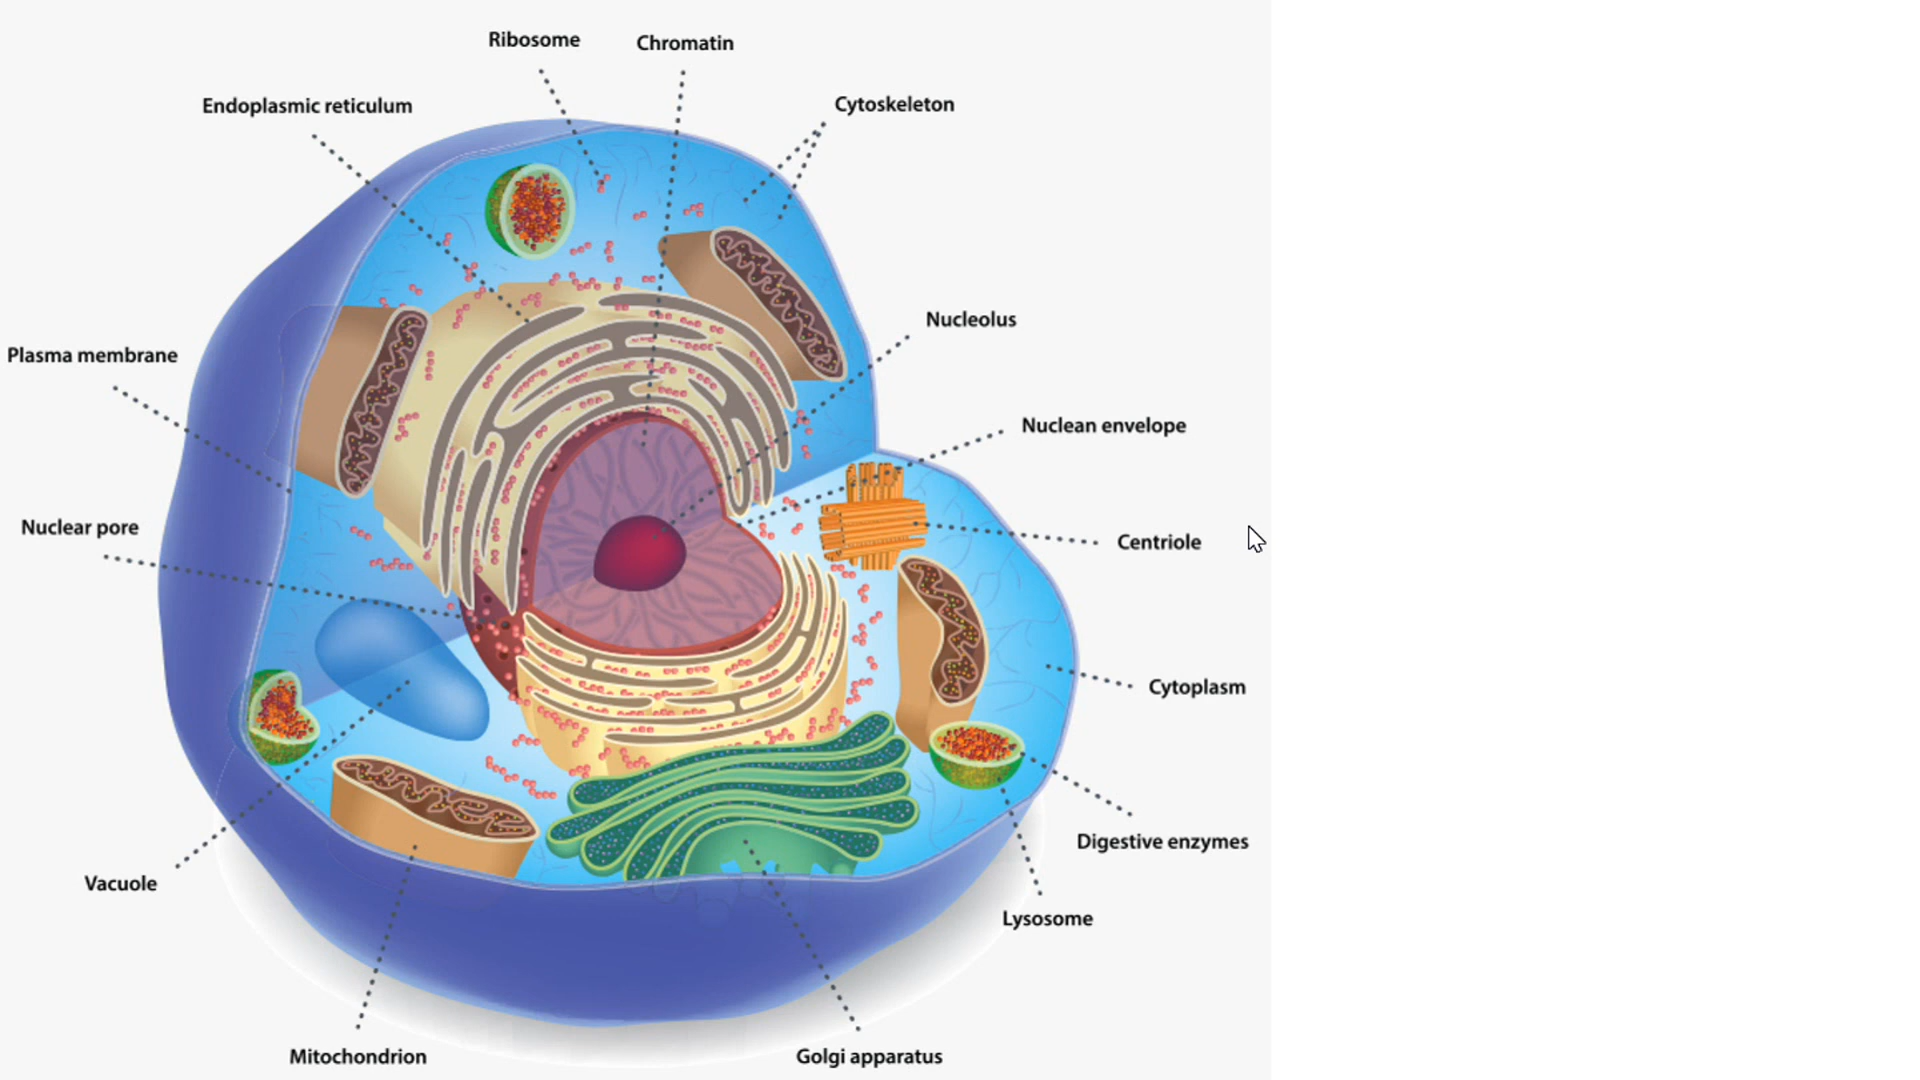 Ribosome
Chromatin
Endoplasmic reticulum
Cytoskeleton
Nucleolus
Plasma membrane
Nuclean envelope
Nuclear pore
Centriole
Cytoplasm
Digestive enzymes
Vacuole
Lysosome
Mitochondrion
Golgi apparatus